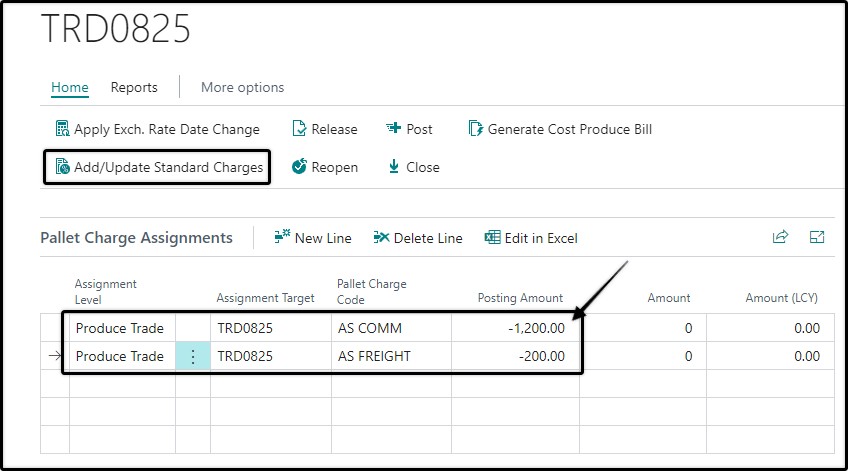 TRD0825
Home Reports More options
Apply Exch. Rate Date Change Release Post Generate Cost Produce Bill
Add/Update Standard Charges Reopen Close
Pallet Charge Assignments New Line Delete Line Edit in Excel
Assignment Level Assignment Target Pallet Charge Code Posting Amount Amount Amount (LCY)
Produce Trade TRD0825 AS COMM -1,200.00 0 0.00
Produce Trade TRD0825 AS FREIGHT -200.00 0 0.00